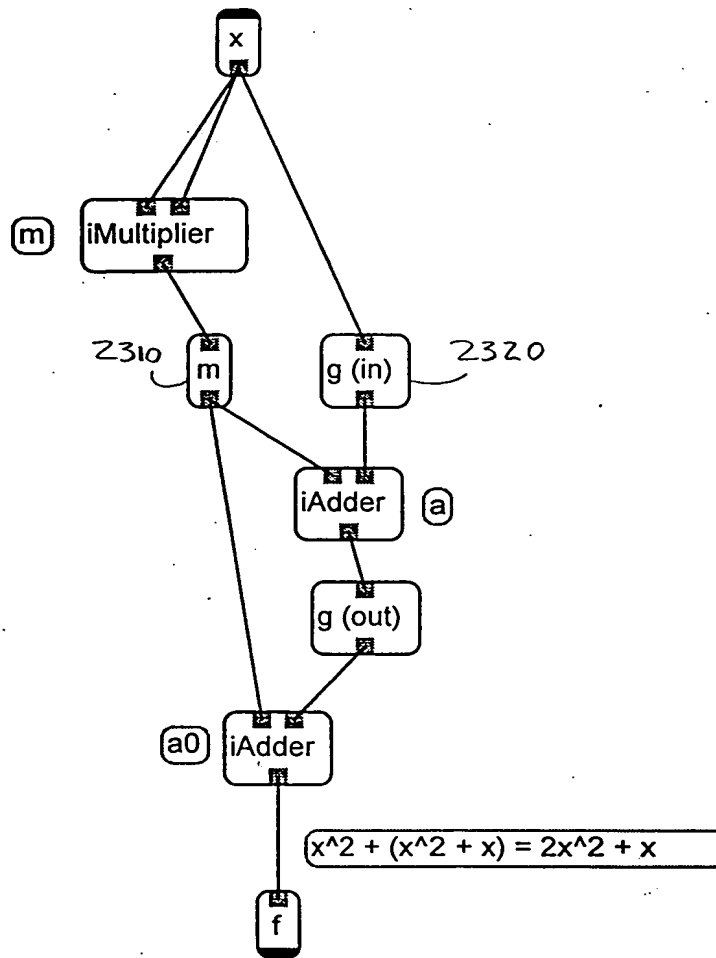 x
m
iMultiplier
2310
m
g (in)
2320
iAdder
a
g (out)
a0
iAdder
x^2 + (x^2 + x) = 2x^2 + x
f